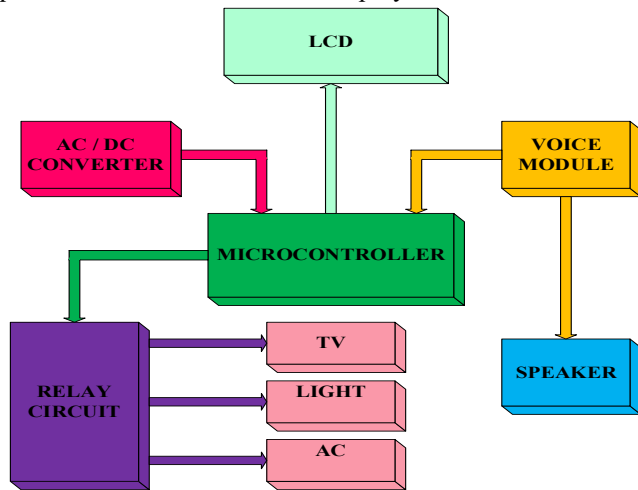 LCD
AC / DC
CONVERTER
VOICE
MODULE
MICROCONTROLLER
RELAY
CIRCUIT
TV
LIGHT
AC
SPEAKER